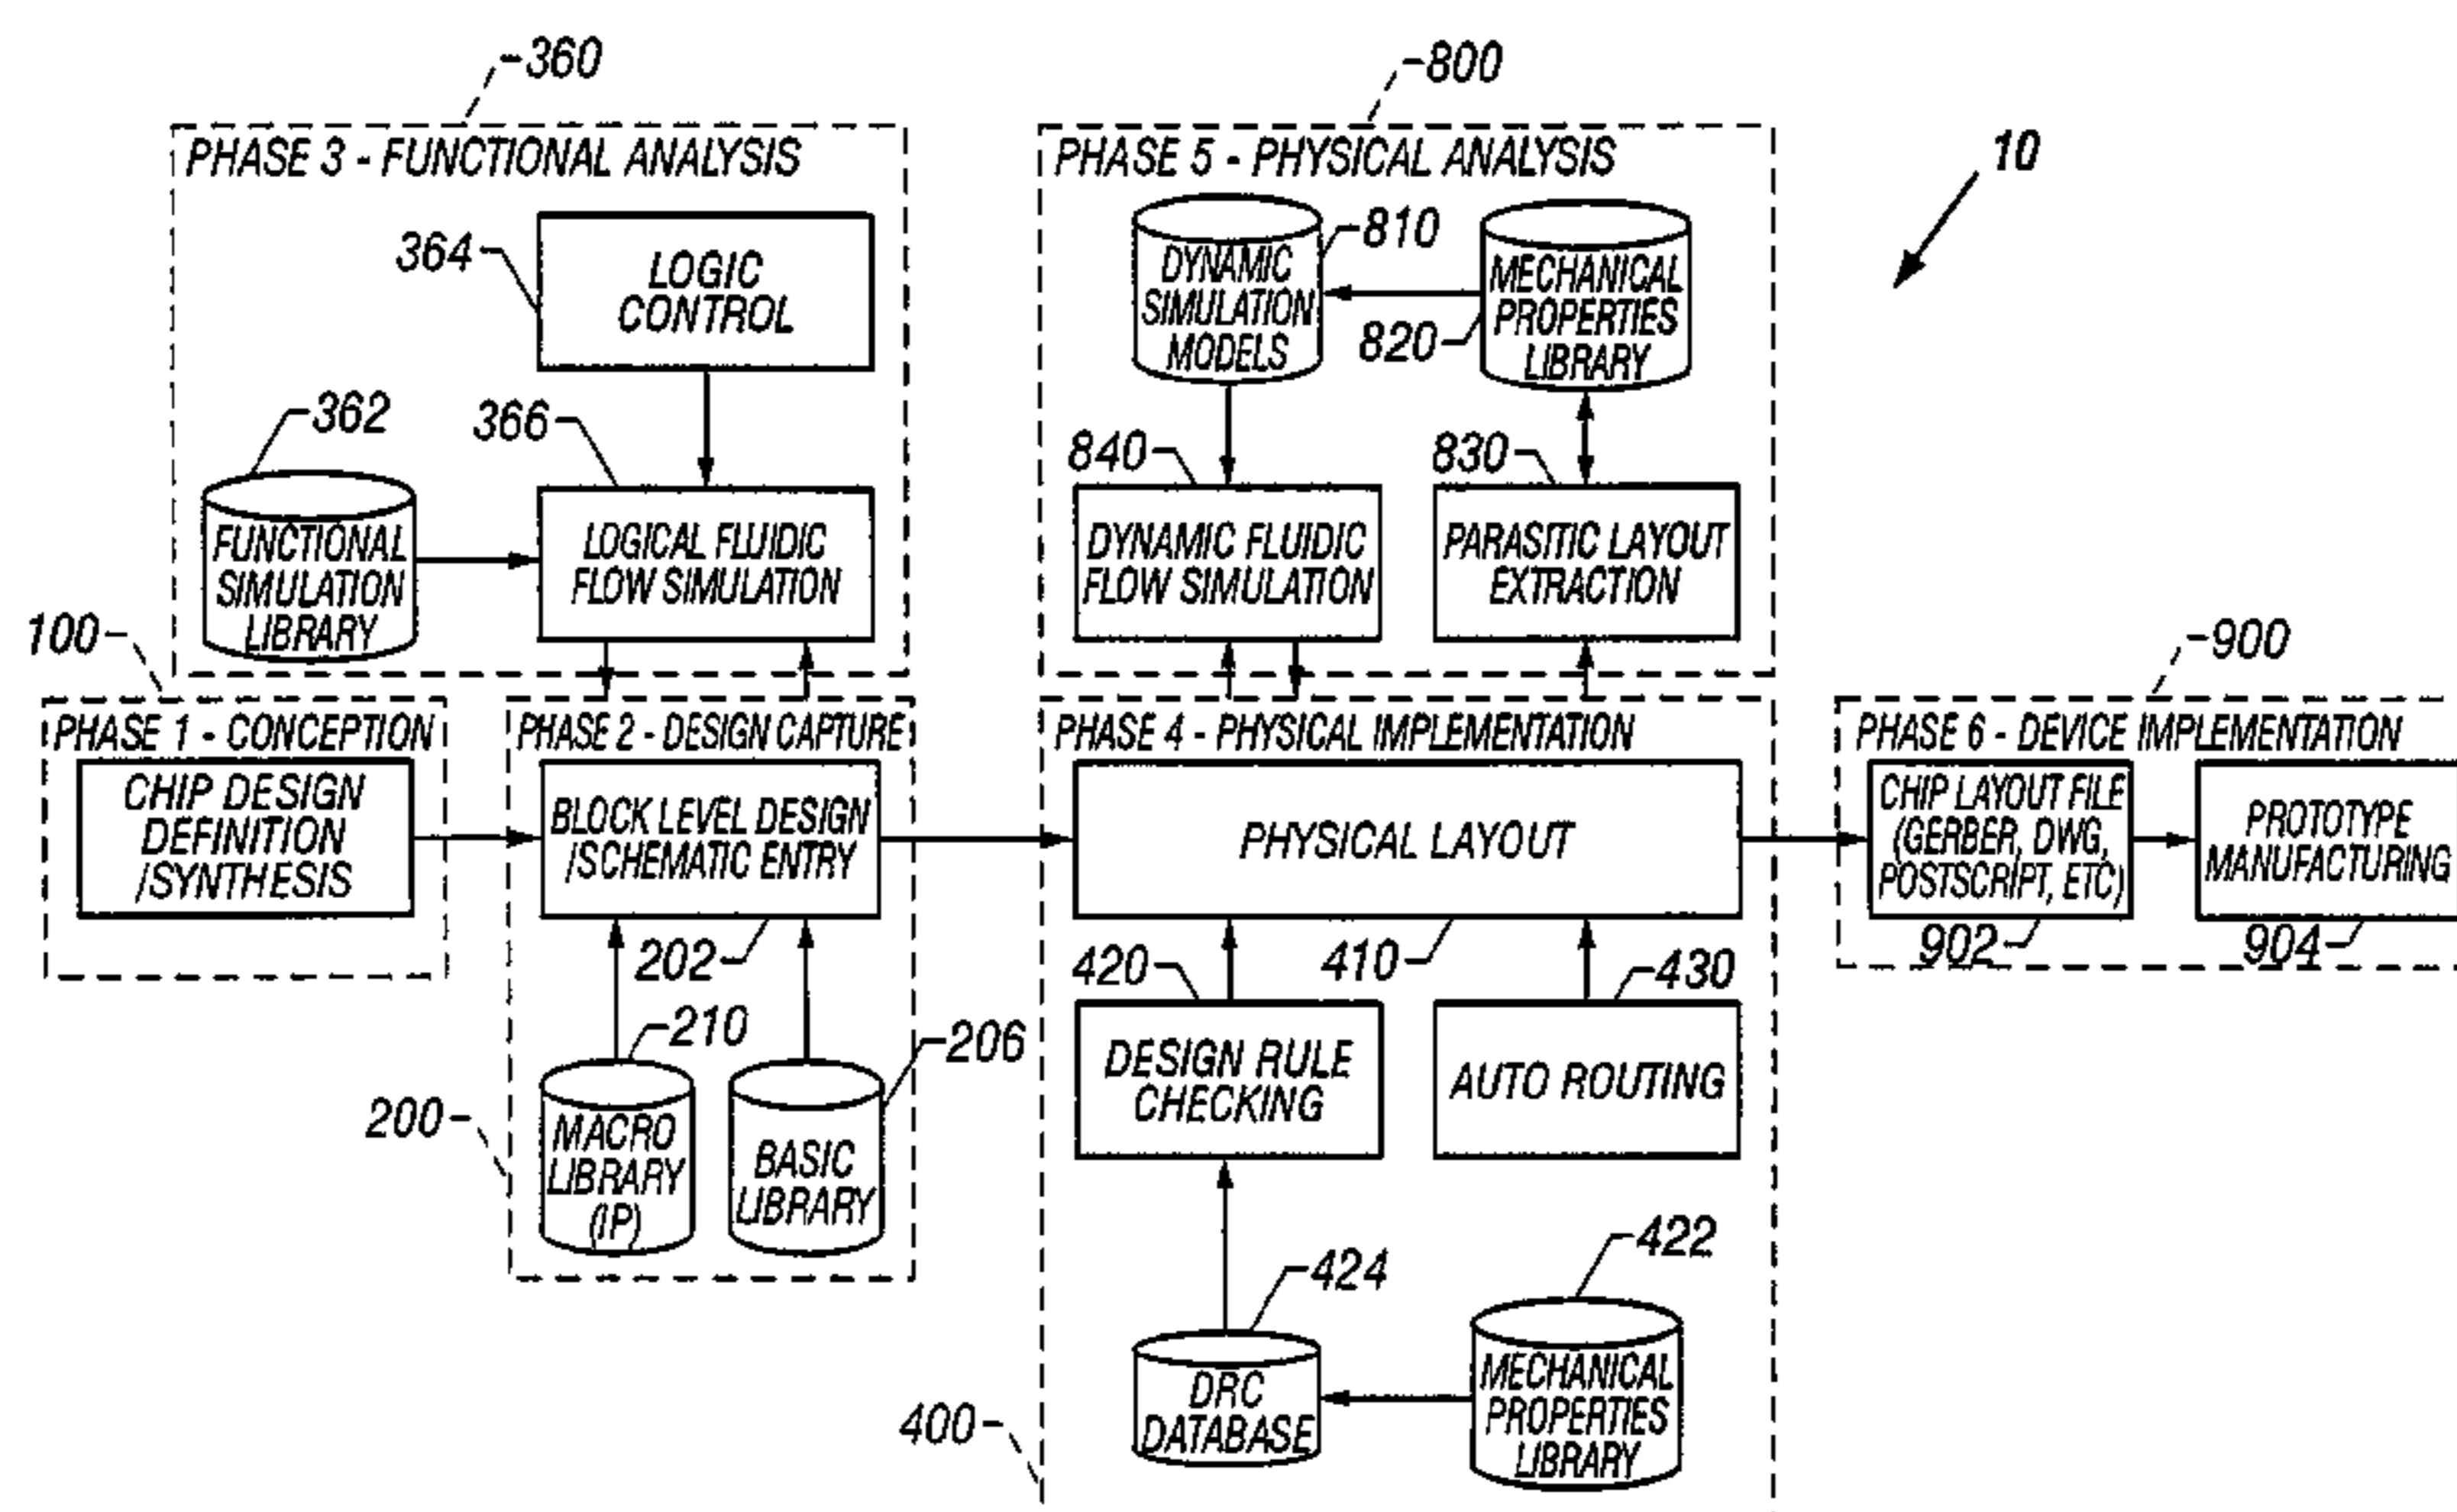 360
800
10
PHASE 3 - FUNCTIONAL ANALYSIS
364
LOGIC
CONTROL
362
366
FUNCTIONAL
SIMULATION
LIBRARY
LOGICAL FLUIDIC
FLOW SIMULATION
PHASE 5 - PHYSICAL ANALYSIS
DYNAMIC
SIMULATION
MODELS
810
820
MECHANICAL
PROPERTIES
LIBRARY
840
830
DYNAMIC FLUIDIC
FLOW SIMULATION
PARASITIC LAYOUT
EXTRACTION
100
900
PHASE 1 - CONCEPTION
CHIP DESIGN
DEFINITION
/SYNTHESIS
PHASE 2 - DESIGN CAPTURE
BLOCK LEVEL DESIGN
/SCHEMATIC ENTRY
202
210
206
200
MACRO
LIBRARY
(IP)
BASIC
LIBRARY
PHASE 4 - PHYSICAL IMPLEMENTATION
PHYSICAL LAYOUT
420
410
430
DESIGN RULE
CHECKING
AUTO ROUTING
424
422
400
DRC
DATABASE
MECHANICAL
PROPERTIES
LIBRARY
PHASE 6 - DEVICE IMPLEMENTATION
CHIP LAYOUT FILE
(GERBER, DWG,
POSTSCRIPT, ETC)
PROTOTYPE
MANUFACTURING
902
904